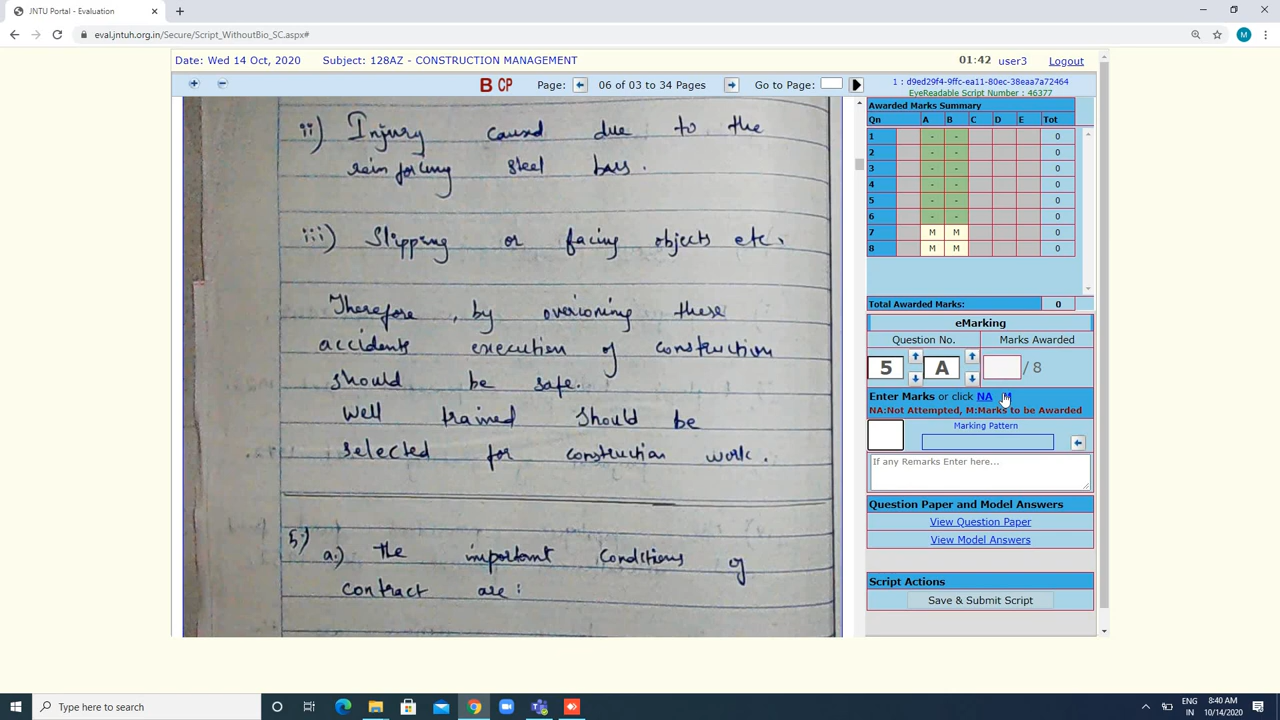 JNTU Portal - Evaluation
eval.jntuh.org.in/Secure/Script_WithoutBio_SC.aspx#
M
Date: Wed 14 Oct, 2020 Subject: 128AZ - CONSTRUCTION MANAGEMENT 01:42 user3 Logout
B CP Page: 06 of 03 to 34 Pages Go to Page:
1 : d9ed29f4-9ffc-ea11-80ec-38eaa7a72464
EyeReadable Script Number : 46377
ii) Injury caused due to the
reinforcing steel bars.
iii) Slipping or facing objects etc.
Therefore, by overcoming these
accidents execution of construction
should be safe.
Well trained should be
selected for construction work.
5:)
a.) the important conditions of
contract are:
Awarded Marks Summary
Qn A B C D E Tot
1 - - 0
2 - - 0
3 - - 0
4 - - 0
5 - - 0
6 - - 0
7 M M 0
8 M M 0
Total Awarded Marks: 0
eMarking
Question No. Marks Awarded
5 A / 8
Enter Marks or click NA M
NA:Not Attempted, M:Marks to be Awarded
Marking Pattern
If any Remarks Enter here...
Question Paper and Model Answers
View Question Paper
View Model Answers
Script Actions
Save & Submit Script
Type here to search
ENG
IN
8:40 AM
10/14/2020